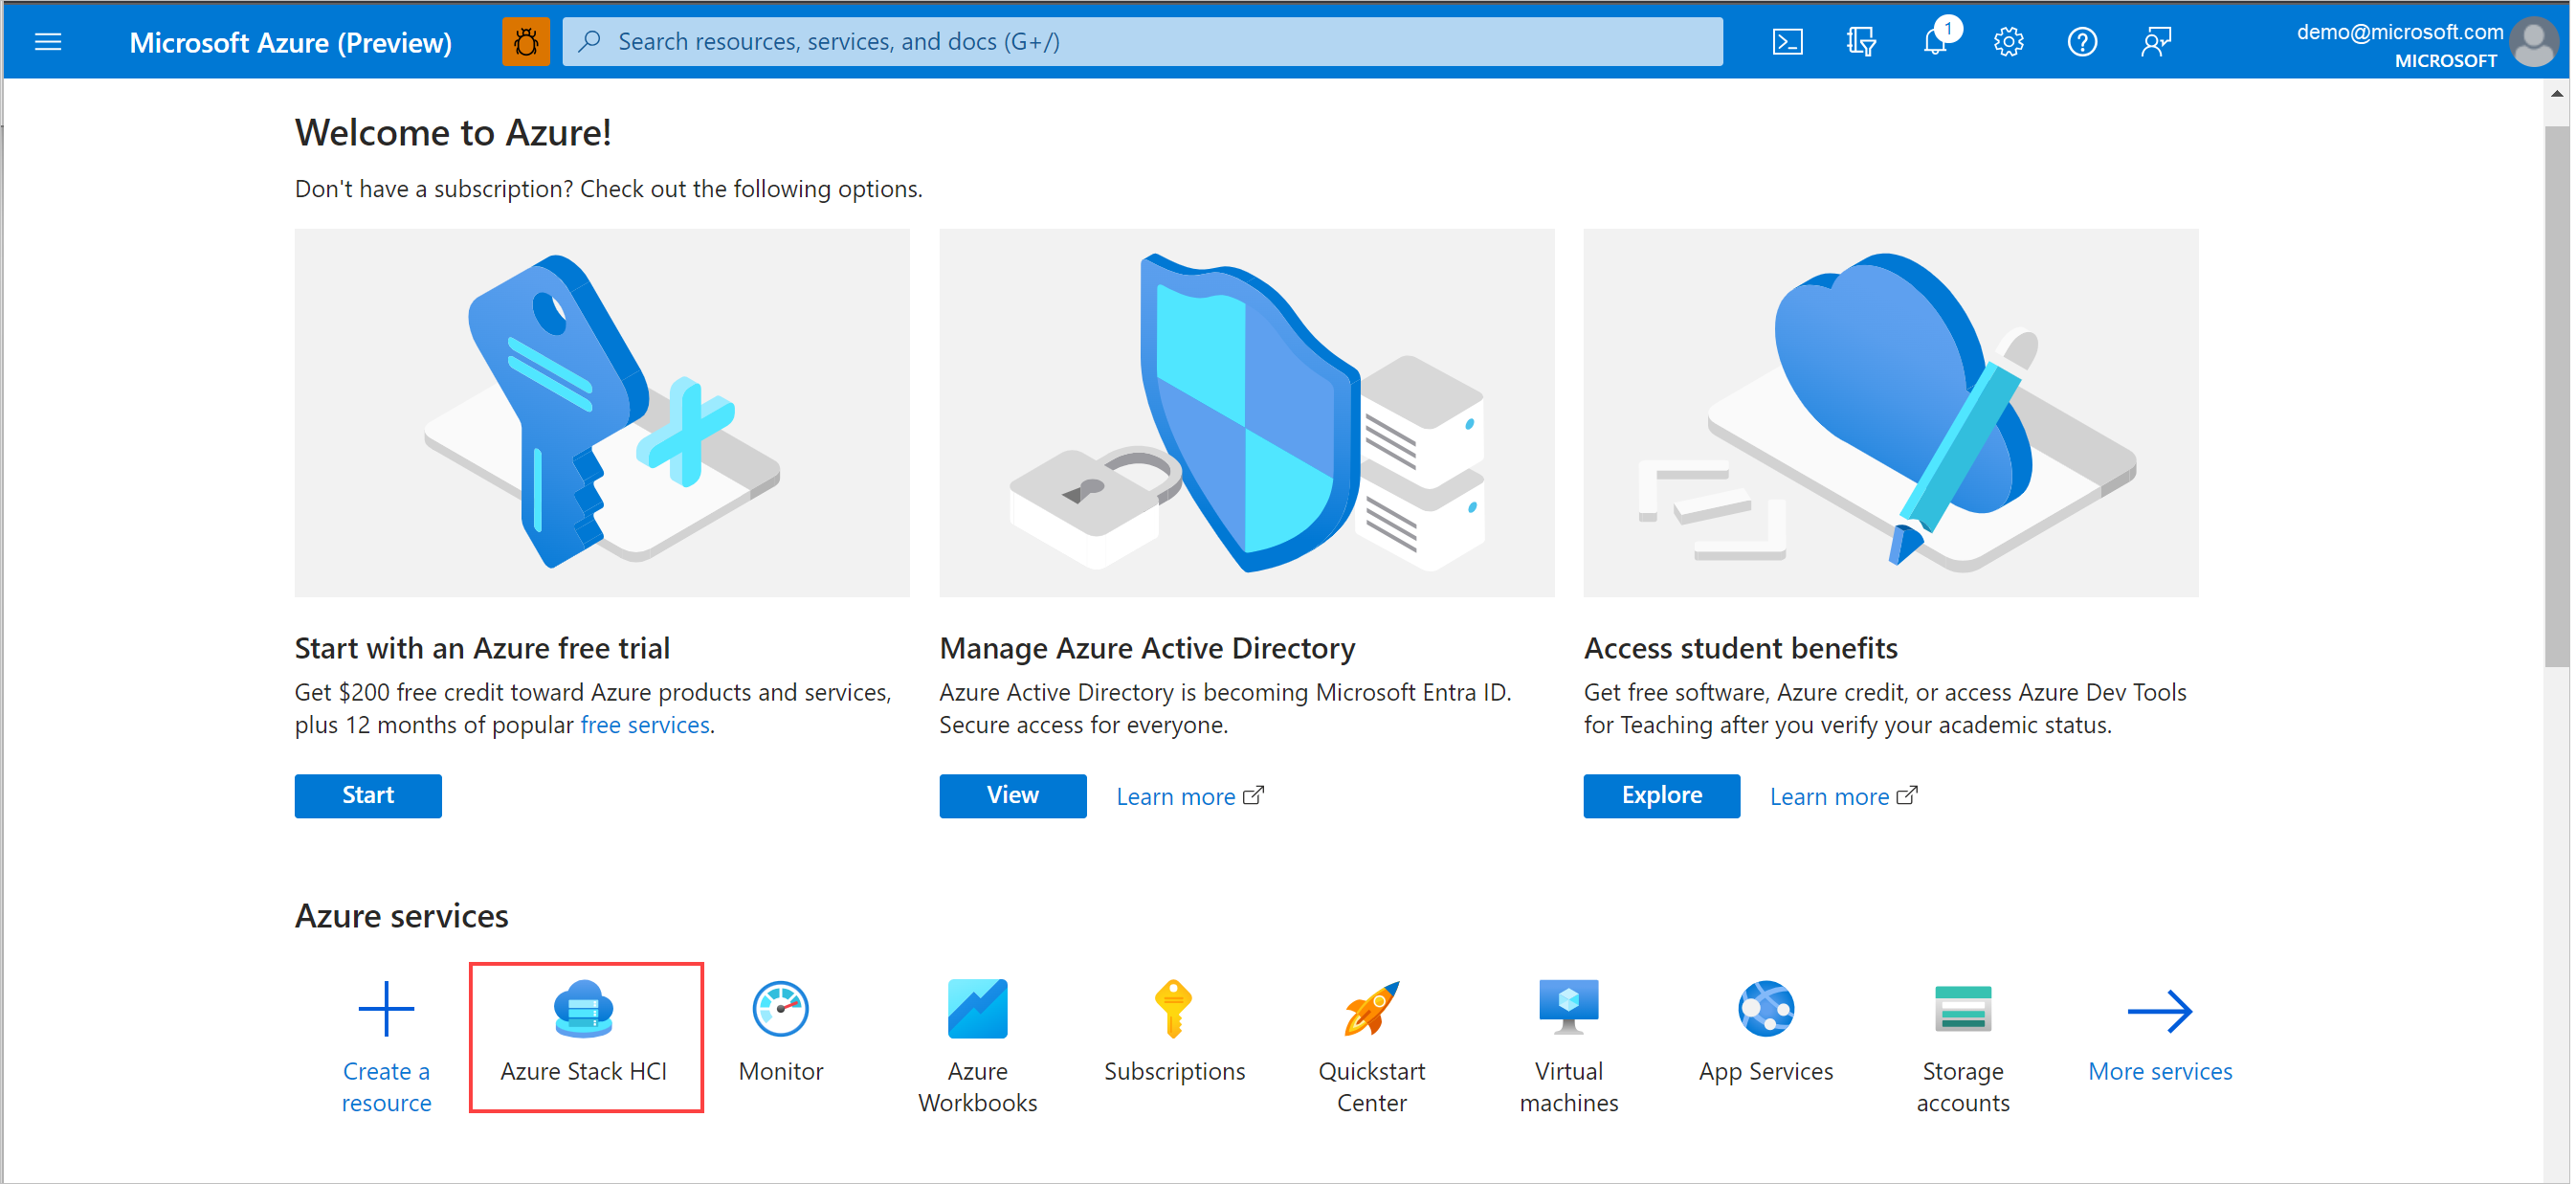 Microsoft Azure (Preview)
Search resources, services, and docs (G+/)
1
demo@microsoft.com
MICROSOFT
Welcome to Azure!
Don't have a subscription? Check out the following options.
Start with an Azure free trial
Get $200 free credit toward Azure products and services,
plus 12 months of popular free services.
Start
Manage Azure Active Directory
Azure Active Directory is becoming Microsoft Entra ID.
Secure access for everyone.
View
Learn more
Access student benefits
Get free software, Azure credit, or access Azure Dev Tools
for Teaching after you verify your academic status.
Explore
Learn more
Azure services
Create a
resource
Azure Stack HCI
Monitor
Azure
Workbooks
Subscriptions
Quickstart
Center
Virtual
machines
App Services
Storage
accounts
More services